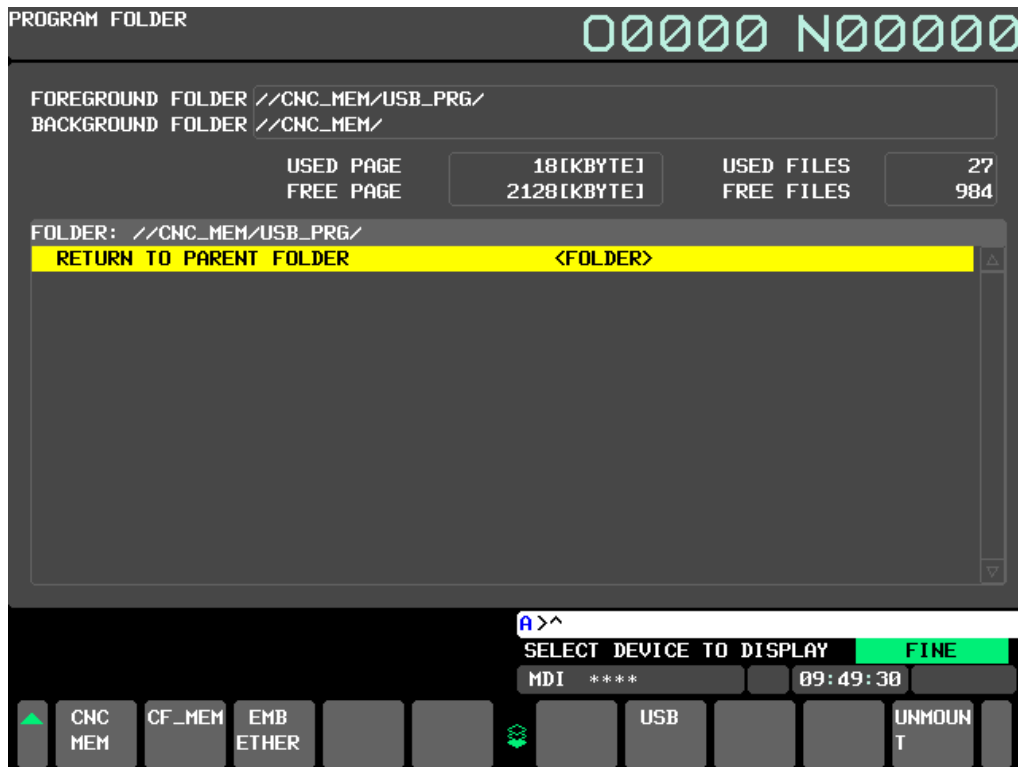 PROGRAM FOLDER
O0000 N00000
FOREGROUND FOLDER //CNC_MEM/USB_PRG/
BACKGROUND FOLDER //CNC_MEM/
USED PAGE 18[KBYTE] USED FILES 27
FREE PAGE 2128[KBYTE] FREE FILES 984
FOLDER: //CNC_MEM/USB_PRG/
RETURN TO PARENT FOLDER <FOLDER>
A>^
SELECT DEVICE TO DISPLAY FINE
MDI **** 09:49:30
CNC CF_MEM EMB USB UNMOUN
MEM ETHER T